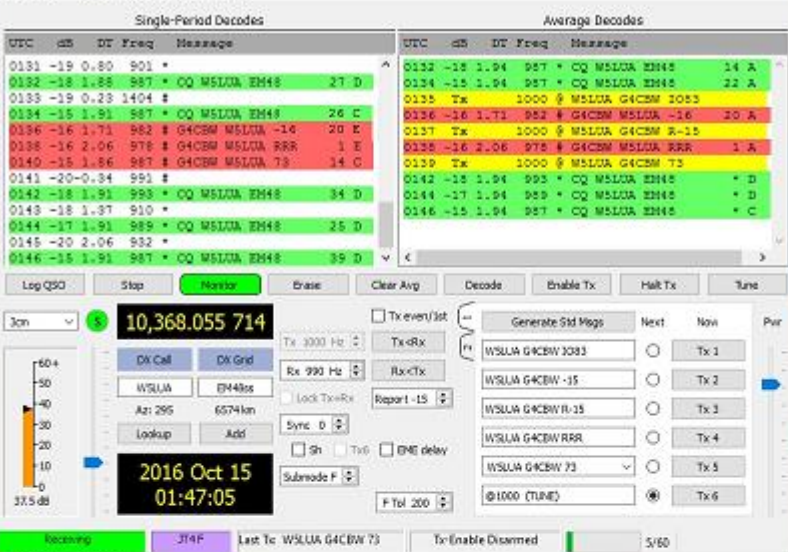 Single-Period Decodes
UTC dB DT Freq Message
0131 -19 0.80 901 *
0132 -18 1.88 987 * CQ W5LUA EM48 27 D
0133 -19 0.23 1404 #
0134 -15 1.91 987 * CQ W5LUA EM48 26 C
0136 -16 1.71 982 # G4CBW W5LUA -16 20 E
0138 -16 2.06 978 # G4CBW W5LUA RRR 1 E
0140 -15 1.86 987 # G4CBW W5LUA 73 14 C
0141 -20-0.34 991 #
0142 -18 1.91 993 * CQ W5LUA EM48 34 D
0143 -18 1.37 910 *
0144 -17 1.91 989 * CQ W5LUA EM48 25 D
0145 -20 2.06 932 *
0146 -15 1.91 987 * CQ W5LUA EM48 39 D
Average Decodes
UTC dB DT Freq Message
0132 -18 1.94 987 * CQ W5LUA EM48 14 A
0134 -15 1.94 987 * CQ W5LUA EM48 22 A
0135 Tx 1000 @ W5LUA G4CBW IO83
0136 -16 1.71 982 # G4CBW W5LUA -16 20 A
0137 Tx 1000 @ W5LUA G4CBW R-15
0138 -16 2.06 978 # G4CBW W5LUA RRR 1 A
0139 Tx 1000 @ W5LUA G4CBW 73
0142 -18 1.94 993 * CQ W5LUA EM48 * D
0144 -17 1.94 989 * CQ W5LUA EM48 * D
0146 -15 1.94 987 * CQ W5LUA EM48 * C
Log QSO Stop Monitor Erase Clear Avg Decode Enable Tx Halt Tx Tune
3cm S 10,368.055 714
Tx even/1st
Tx 1000 Hz Tx<Rx
DX Call DX Grid
Rx 990 Hz Rx<Tx
W5LUA EM48ss
Lock Tx=Rx Report -15
Az: 295 6574 km
Sync 0
Lookup Add
Sh Tx6 EME delay
2016 Oct 15
01:47:05
Submode F
F Tol 200
60+
50
40
30
20
10
0
37.5 dB
1
2
Generate Std Msgs Next Now Pwr
W5LUA G4CBW IO83 Tx 1
W5LUA G4CBW -15 Tx 2
W5LUA G4CBW R-15 Tx 3
W5LUA G4CBW RRR Tx 4
W5LUA G4CBW 73 Tx 5
@1000 (TUNE) Tx 6
Receiving JT4F Last Tx: W5LUA G4CBW 73 Tx-Enable Disarmed 5/60